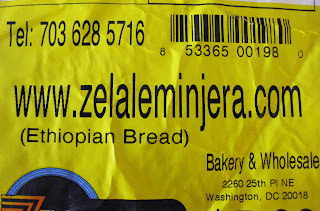 Tel: 703 628 5716
8 53365 00198 0
www.zelaleminjera.com
(Ethiopian Bread)
Bakery & Wholesale
2260 25th Pl NE
Washington, DC 20018